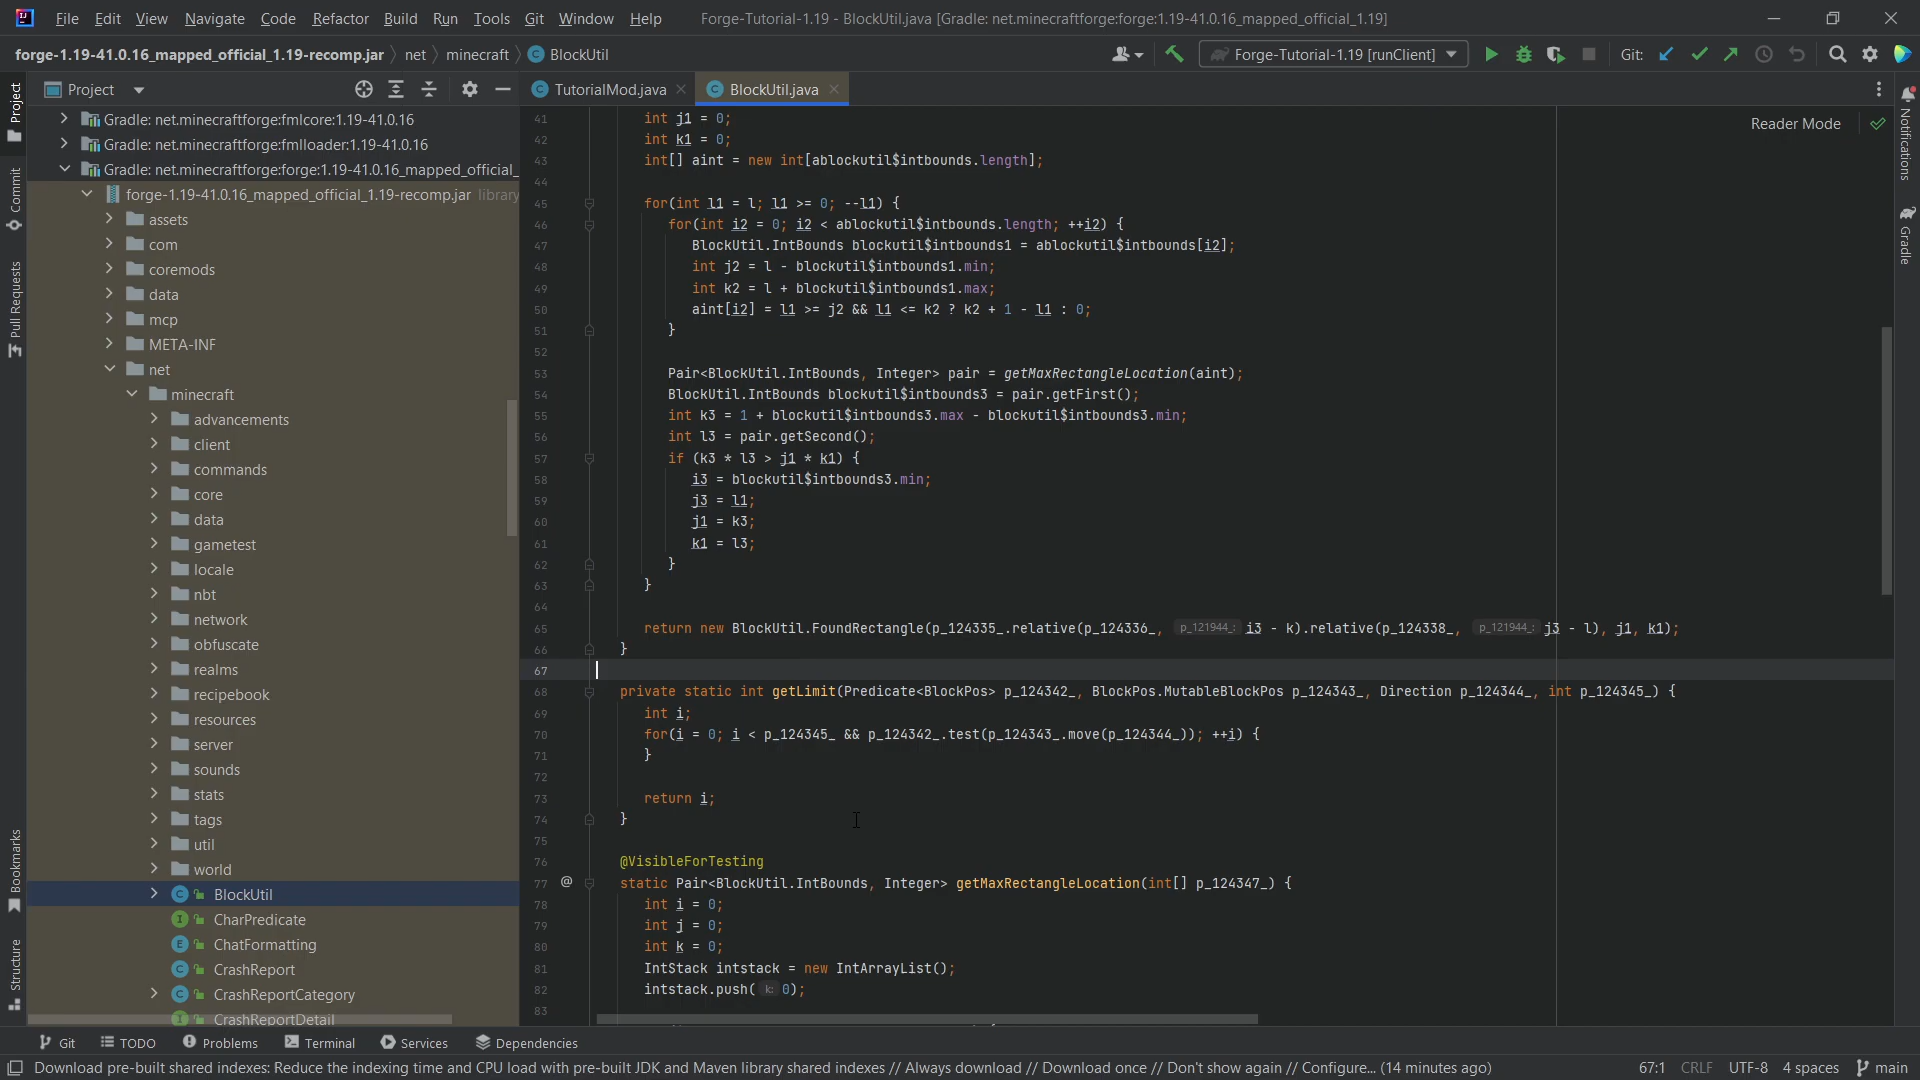 File Edit View Navigate Code Refactor Build Run Tools Git Window Help Forge-Tutorial-1.19 - BlockUtil.java [Gradle: net.minecraftforge:forge:1.19-41.0.16_mapped_official_1.19]
forge-1.19-41.0.16_mapped_official_1.19-recomp.jar net minecraft BlockUtil Forge-Tutorial-1.19 [runClient] Git:
Project
TutorialMod.java BlockUtil.java
Reader Mode
Project
Commit
Pull Requests
Bookmarks
Structure
Gradle: net.minecraftforge:fmlcore:1.19-41.0.16
Gradle: net.minecraftforge:fmlloader:1.19-41.0.16
Gradle: net.minecraftforge:forge:1.19-41.0.16_mapped_official_
forge-1.19-41.0.16_mapped_official_1.19-recomp.jar library
assets
com
coremods
data
mcp
META-INF
net
minecraft
advancements
client
commands
core
data
gametest
locale
nbt
network
obfuscate
realms
recipebook
resources
server
sounds
stats
tags
util
world
BlockUtil
CharPredicate
ChatFormatting
CrashReport
CrashReportCategory
CrashReportDetail
41 int j1 = 0;
42 int k1 = 0;
43 int[] aint = new int[ablockutil$intbounds.length];
44
45 for(int l1 = l; l1 >= 0; --l1) {
46 for(int i2 = 0; i2 < ablockutil$intbounds.length; ++i2) {
47 BlockUtil.IntBounds blockutil$intbounds1 = ablockutil$intbounds[i2];
48 int j2 = l - blockutil$intbounds1.min;
49 int k2 = l + blockutil$intbounds1.max;
50 aint[i2] = l1 >= j2 && l1 <= k2 ? k2 + 1 - l1 : 0;
51 }
52
53 Pair<BlockUtil.IntBounds, Integer> pair = getMaxRectangleLocation(aint);
54 BlockUtil.IntBounds blockutil$intbounds3 = pair.getFirst();
55 int k3 = 1 + blockutil$intbounds3.max - blockutil$intbounds3.min;
56 int l3 = pair.getSecond();
57 if (k3 * l3 > j1 * k1) {
58 i3 = blockutil$intbounds3.min;
59 j3 = l1;
60 j1 = k3;
61 k1 = l3;
62 }
63 }
64
65 return new BlockUtil.FoundRectangle(p_124335_.relative(p_124336_, p_121944_: i3 - k).relative(p_124338_, p_121944_: j3 - l), j1, k1);
66 }
67
68 private static int getLimit(Predicate<BlockPos> p_124342_, BlockPos.MutableBlockPos p_124343_, Direction p_124344_, int p_124345_) {
69 int i;
70 for(i = 0; i < p_124345_ && p_124342_.test(p_124343_.move(p_124344_)); ++i) {
71 }
72
73 return i;
74 }
75
76 @VisibleForTesting
77 @ static Pair<BlockUtil.IntBounds, Integer> getMaxRectangleLocation(int[] p_124347_) {
78 int i = 0;
79 int j = 0;
80 int k = 0;
81 IntStack intstack = new IntArrayList();
82 intstack.push( k: 0);
83
Notifications
Gradle
Git TODO Problems Terminal Services Dependencies
Download pre-built shared indexes: Reduce the indexing time and CPU load with pre-built JDK and Maven library shared indexes // Always download // Download once // Don't show again // Configure... (14 minutes ago) 67:1 CRLF UTF-8 4 spaces main